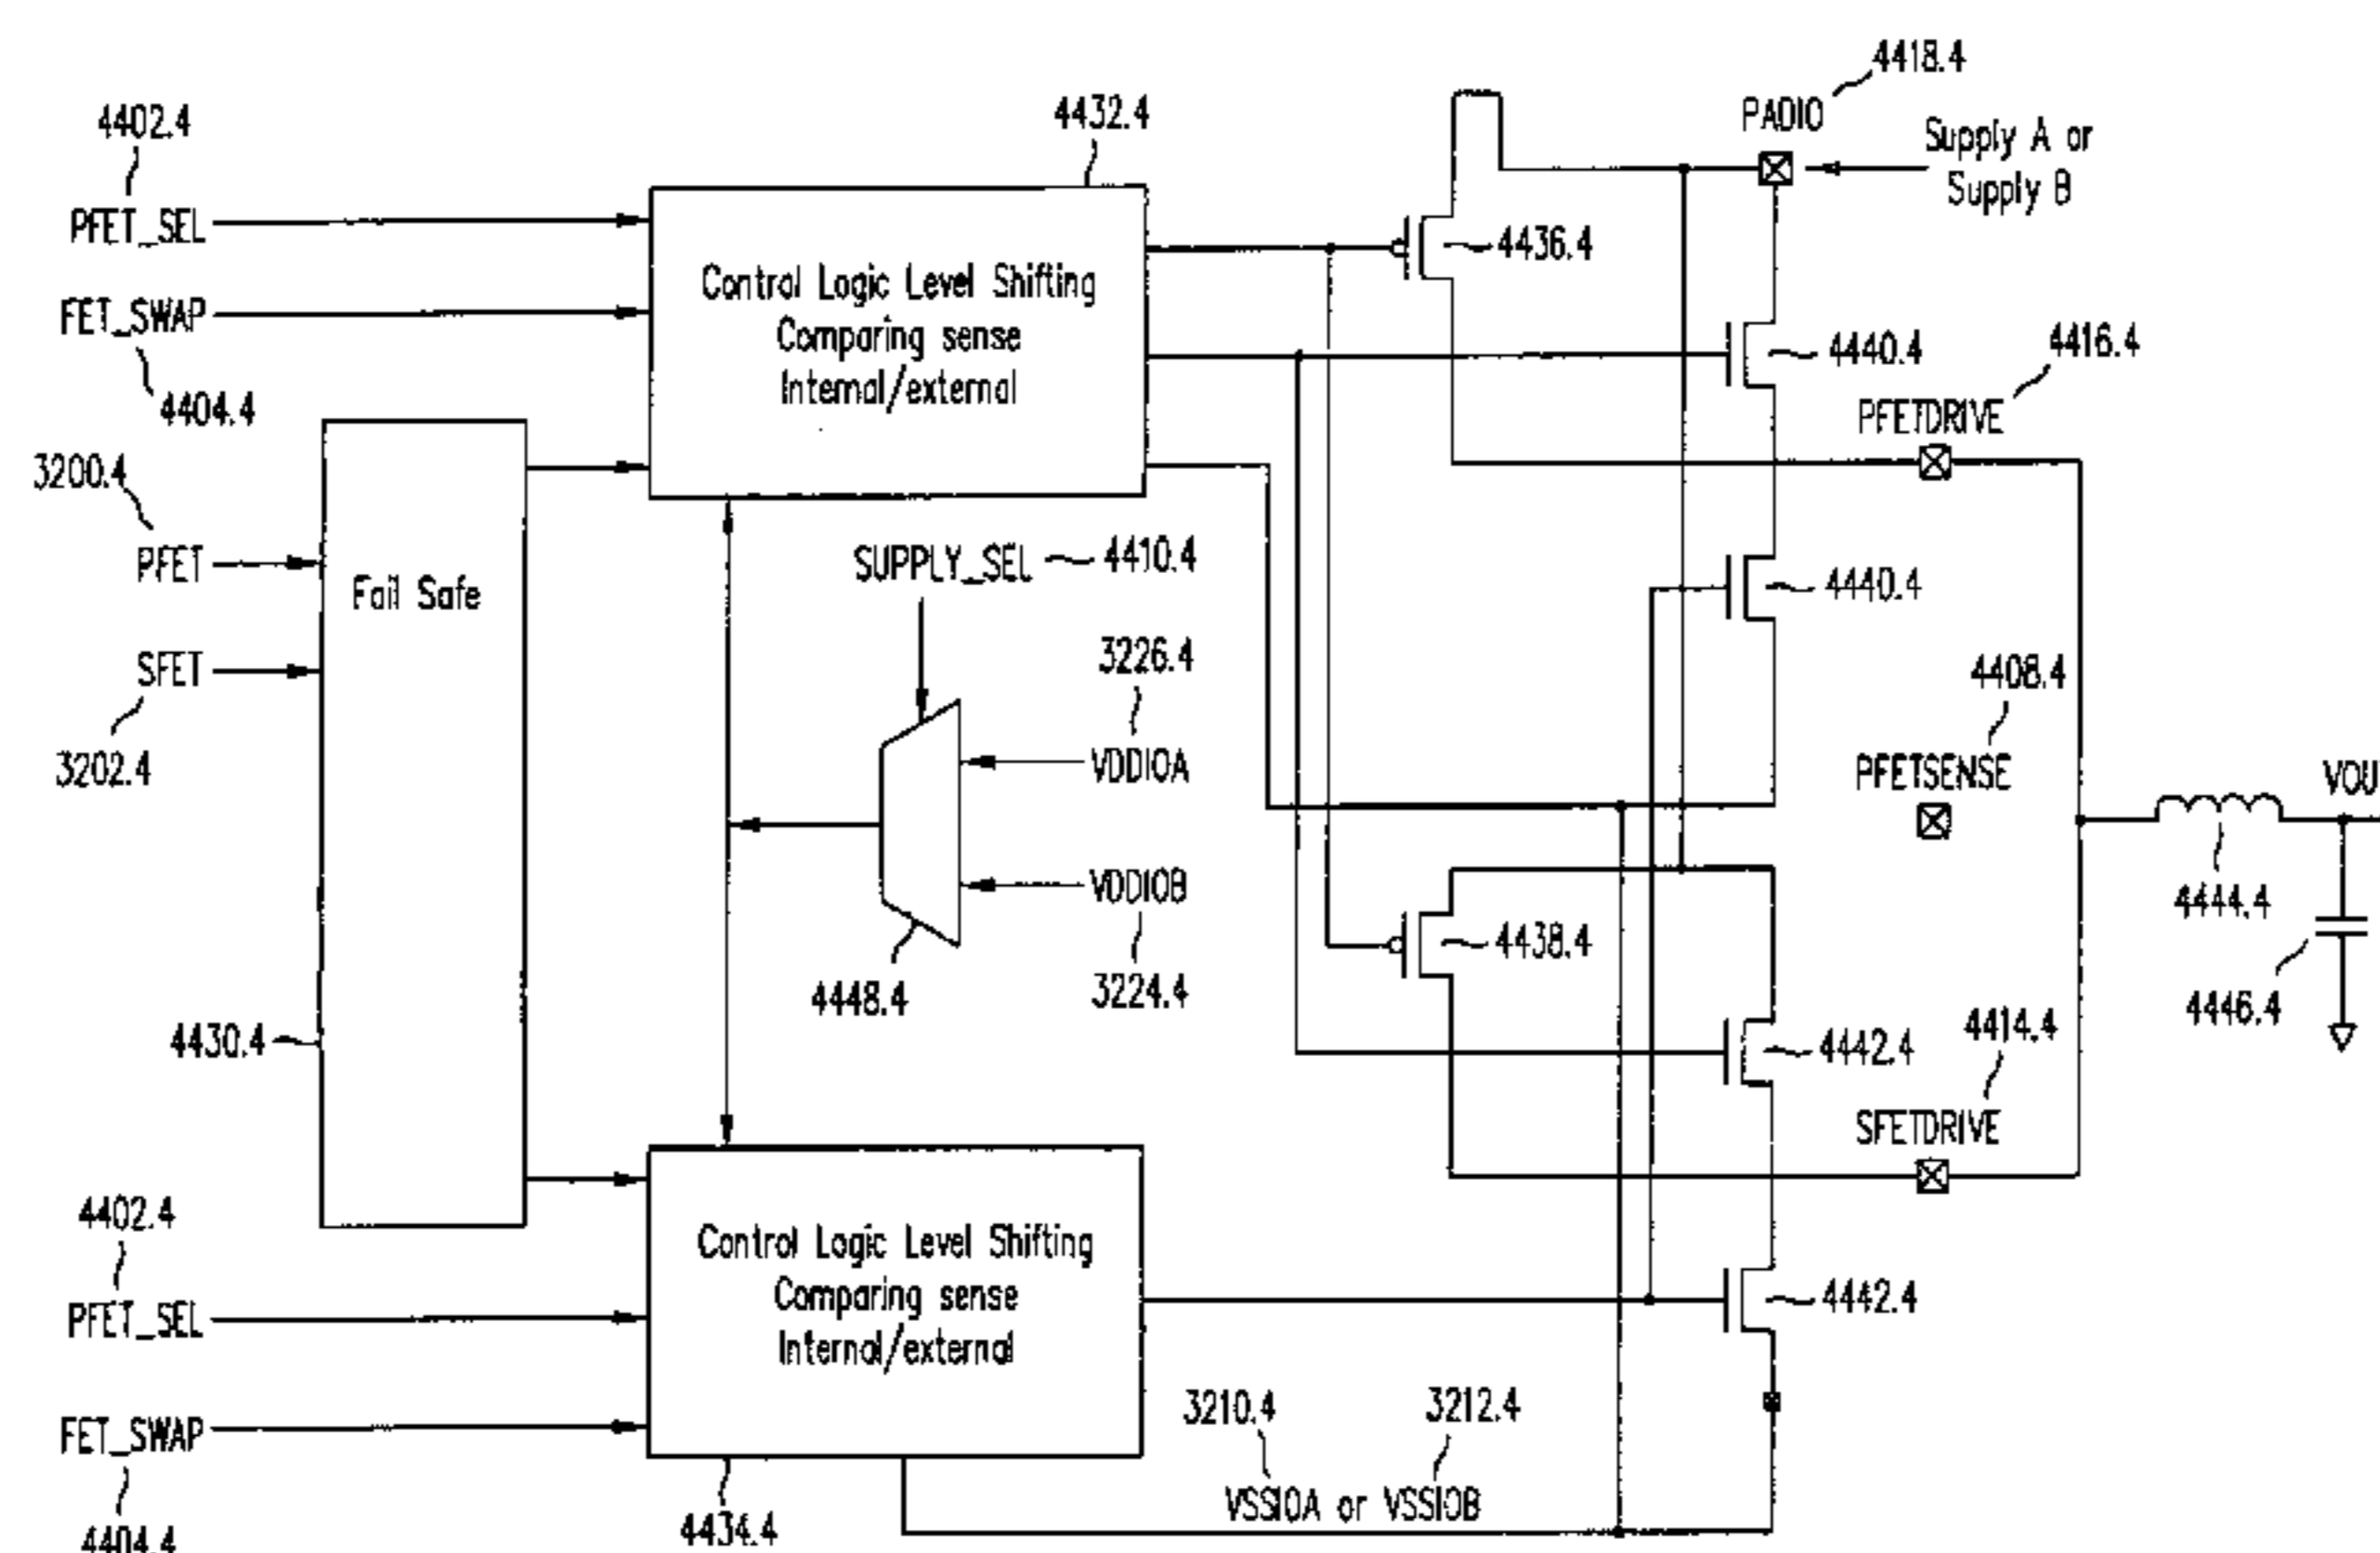 4418.4
PADIO
Supply A or
Supply B
4402.4
PFET_SEL
4432.4
Control Logic Level Shifting
Comparing sense
Internal/external
4436.4
FET_SWAP
4404.4
4440.4
4416.4
PFETDRIVE
3200.4
PFET
Fail Safe
SFET
3202.4
SUPPLY_SEL
4410.4
4440.4
3226.4
VDDIOA
4408.4
PFETSENSE
VOU
4444.4
VDDIOB
3224.4
4448.4
4438.4
4446.4
4430.4
4442.4
4414.4
SFETDRIVE
4402.4
PFET_SEL
Control Logic Level Shifting
Comparing sense
Internal/external
4442.4
FET_SWAP
4404.4
4434.4
3210.4
3212.4
VSSIOA or VSSIOB